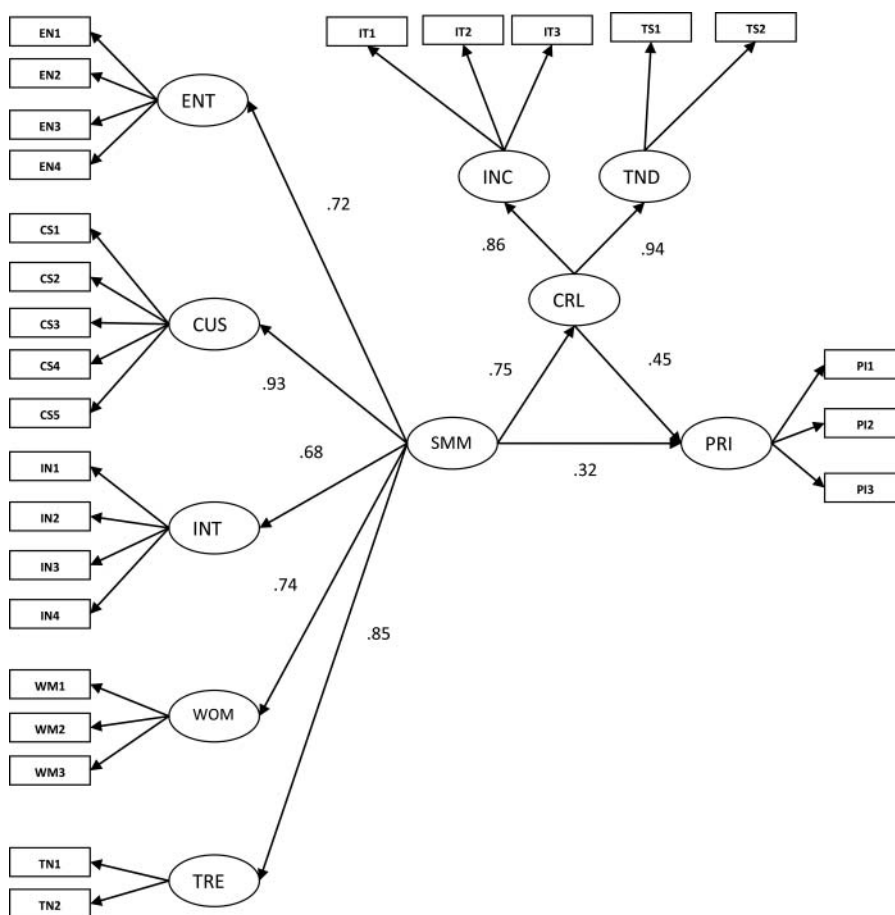 EN1
EN2
EN3
EN4
ENT
IT1
IT2
IT3
TS1
TS2
INC
TND
.72
.86
.94
CS1
CS2
CS3
CS4
CS5
CUS
CRL
.93
.75
.45
SMM
PRI
.32
PI1
PI2
PI3
.68
IN1
IN2
IN3
IN4
INT
.74
.85
WM1
WM2
WM3
WOM
TN1
TN2
TRE